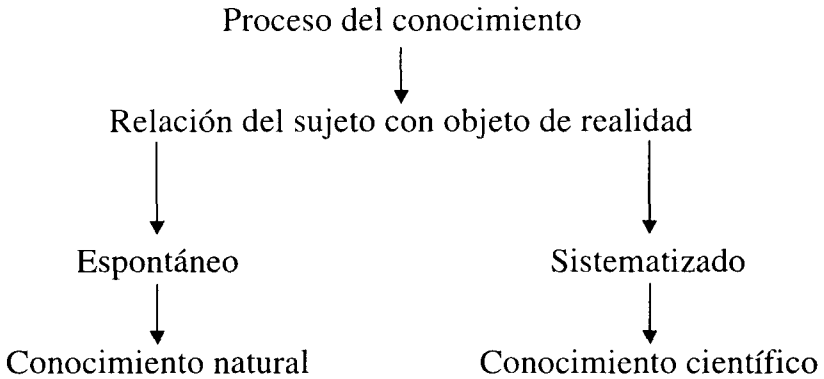 Proceso del conocimiento
Relación del sujeto con objeto de realidad
Espontáneo
Sistematizado
Conocimiento natural
Conocimiento científico